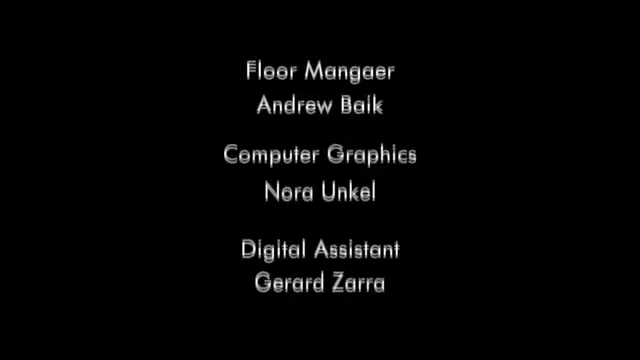 Floor Mangaer
Andrew Baik
Computer Graphics
Nora Unkel
Digital Assistant
Gerard Zarra